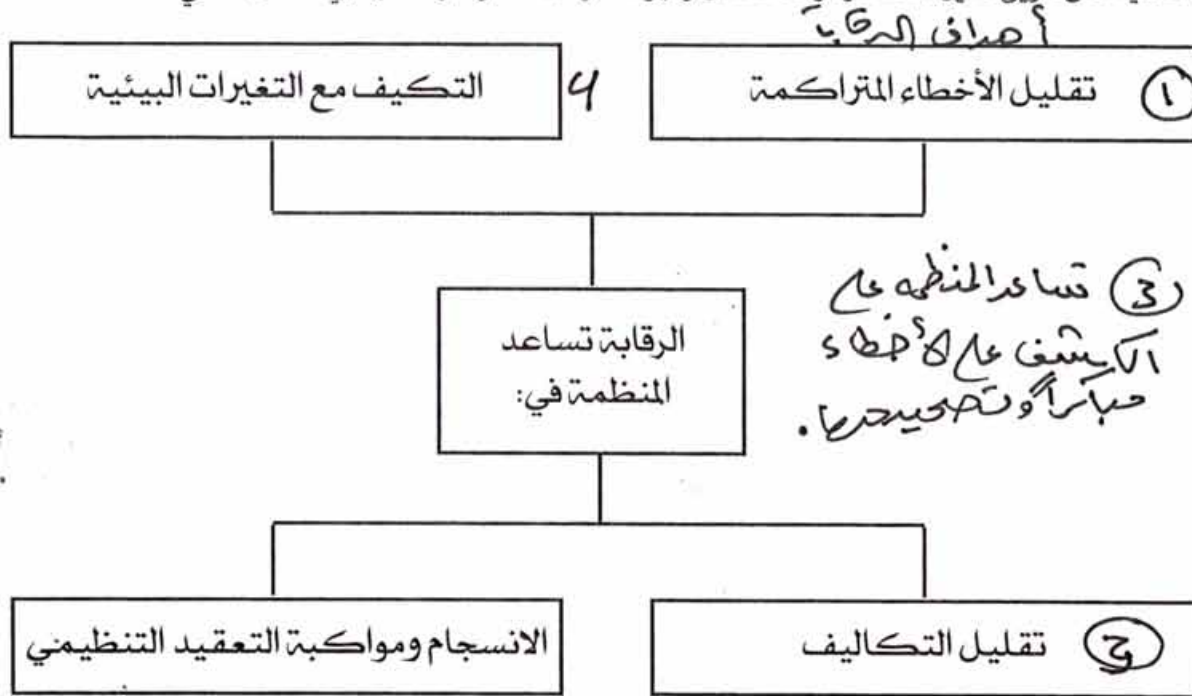 أهداف الرقابة
① تقليل الأخطاء المتراكمة
4 التكيف مع التغيرات البيئية
الرقابة تساعد
المنظمة في:
③ تساعد المنظمة على
الكشف على الأخطاء
مبكراً وتصحيحها.
تقليل التكاليف
الانسجام ومواكبة التعقيد التنظيمي